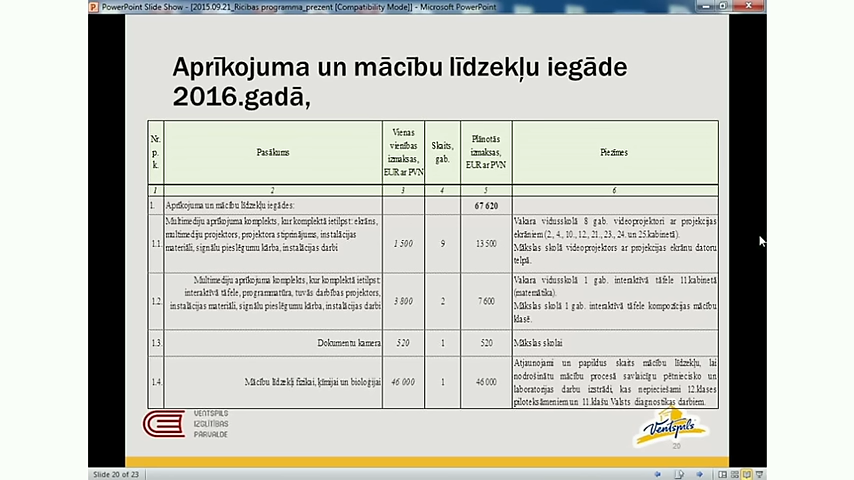 PowerPoint Slide Show - [2015.09.21_Ricibas programma_prezent [Compatibility Mode]] - Microsoft PowerPoint
Aprīkojuma un mācību līdzekļu iegāde
2016.gadā,
Nr. p. k.
Pasākums
Vienas vienības izmaksas, EUR ar PVN
Skaits, gab.
Plānotās izmaksas, EUR ar PVN
Piezīmes
1 2 3 4 5 6
1. Aprīkojuma un mācību līdzekļu iegādes: 67 620
1.1.
Multimediju aprīkojuma komplekts, kur komplektā ietilpst: ekrāns,
multimediju projektors, projektora stiprinājums, instalācijas
materiāli, signālu pieslēgumu kārba, instalācijas darbi
1 500 9 13 500
Vakara vidusskolā 8 gab. videoprojektori ar projekcijas
ekrāniem (2., 4., 10., 12., 21., 23., 24. un 25.kabinetā).
Mākslas skolā videoprojektors ar projekcijas ekrānu datoru
telpā.
1.2.
Multimediju aprīkojuma komplekts, kur komplektā ietilpst:
interaktīvā tāfele, programmatūra, tuvās darbības projektors,
instalācijas materiāli, signālu pieslēgumu kārba, instalācijas darbi
3 800 2 7 600
Vakara vidusskolā 1 gab. interaktīvā tāfele 11.kabinetā
(matemātika).
Mākslas skolā 1 gab. interaktīvā tāfele kompozīcijas mācību
klasē.
1.3. Dokumentu kamera 520 1 520 Mākslas skolai
1.4. Mācību līdzekļi fizikai, ķīmijai un bioloģijai 46 000 1 46 000
Atjaunojami un papildus skaits mācību līdzekļu, lai
nodrošinātu mācību procesā savlaicīgu pētniecisko un
laboratorijas darbu izstrādi, kas nepieciešami 12.klases
piloteksāmeniem un 11.klašu Valsts diagnostikas darbiem.
VENTSPILS
IZGLĪTĪBAS
PĀRVALDE
Ventspils
20
Slide 20 of 23